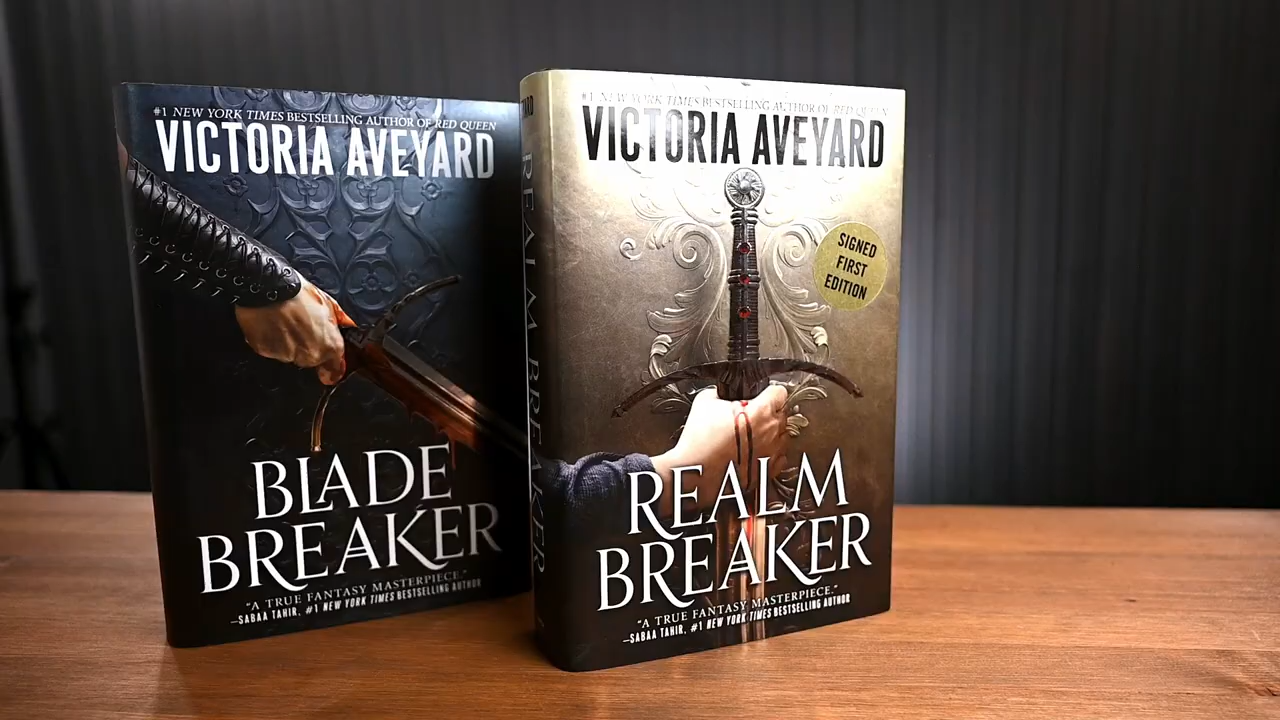 #1 NEW YORK TIMES BESTSELLING AUTHOR OF RED QUEEN
VICTORIA AVEYARD
BLADE
BREAKER
"A TRUE FANTASY MASTERPIECE."
—SABAA TAHIR, #1 NEW YORK TIMES BESTSELLING AUTHOR
REALM BREAKER
#1 NEW YORK TIMES BESTSELLING AUTHOR OF RED QUEEN
VICTORIA AVEYARD
SIGNED
FIRST
EDITION
REALM
BREAKER
"A TRUE FANTASY MASTERPIECE."
—SABAA TAHIR, #1 NEW YORK TIMES BESTSELLING AUTHOR